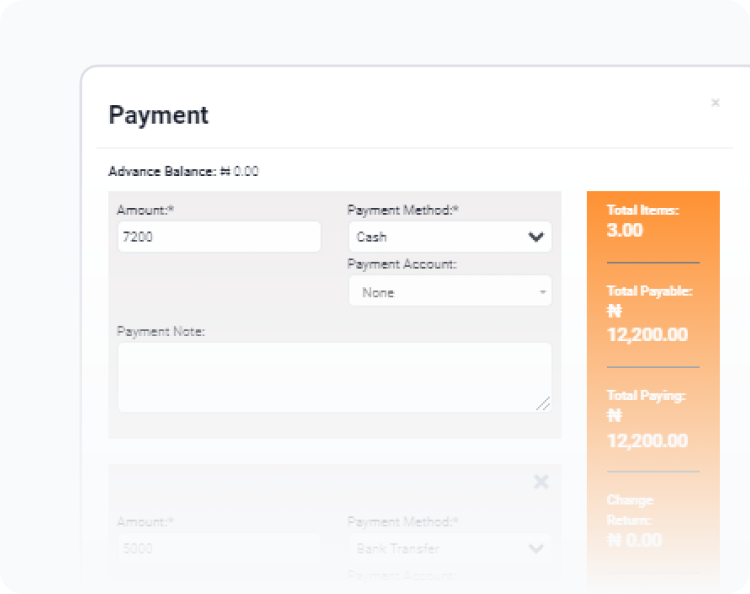 Payment
×
Advance Balance: ₦ 0.00
Amount:*
7200
Payment Method:*
Cash
Payment Account:
None
Payment Note:
Amount:*
5000
Payment Method:*
Bank Transfer
Payment Account:
Total Items:
3.00
Total Payable:
₦
12,200.00
Total Paying:
₦
12,200.00
Change
Return:
₦ 0.00